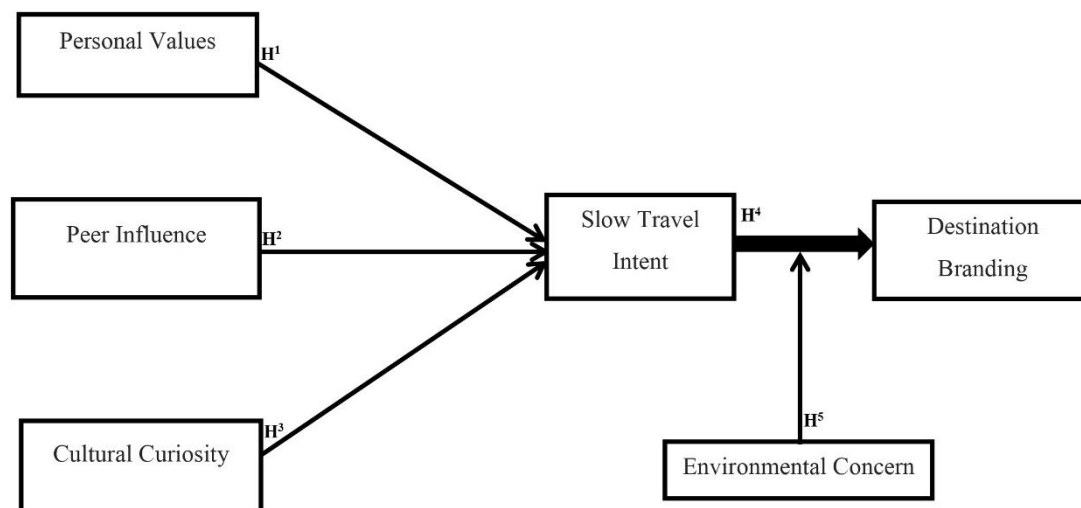 Personal Values
H¹
Peer Influence
H²
Cultural Curiosity
H³
Slow Travel
Intent
H⁴
Destination
Branding
H⁵
Environmental Concern